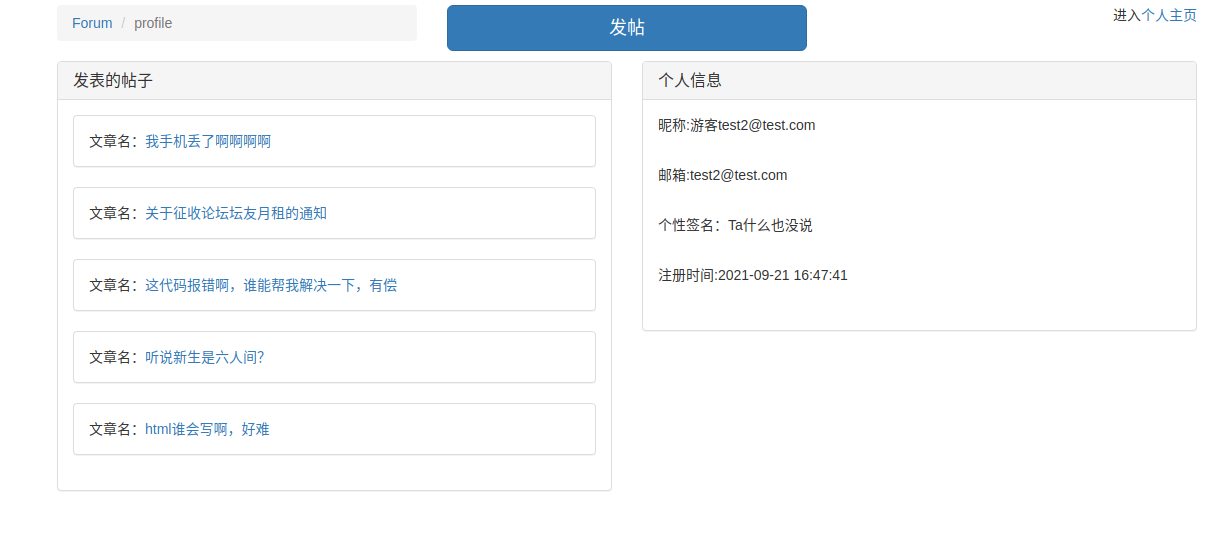 Forum / profile
发帖
进入个人主页
发表的帖子
文章名：我手机丢了啊啊啊啊
文章名：关于征收论坛坛友月租的通知
文章名：这代码报错啊，谁能帮我解决一下，有偿
文章名：听说新生是六人间？
文章名：html谁会写啊，好难
个人信息
昵称:游客test2@test.com
邮箱:test2@test.com
个性签名：Ta什么也没说
注册时间:2021-09-21 16:47:41